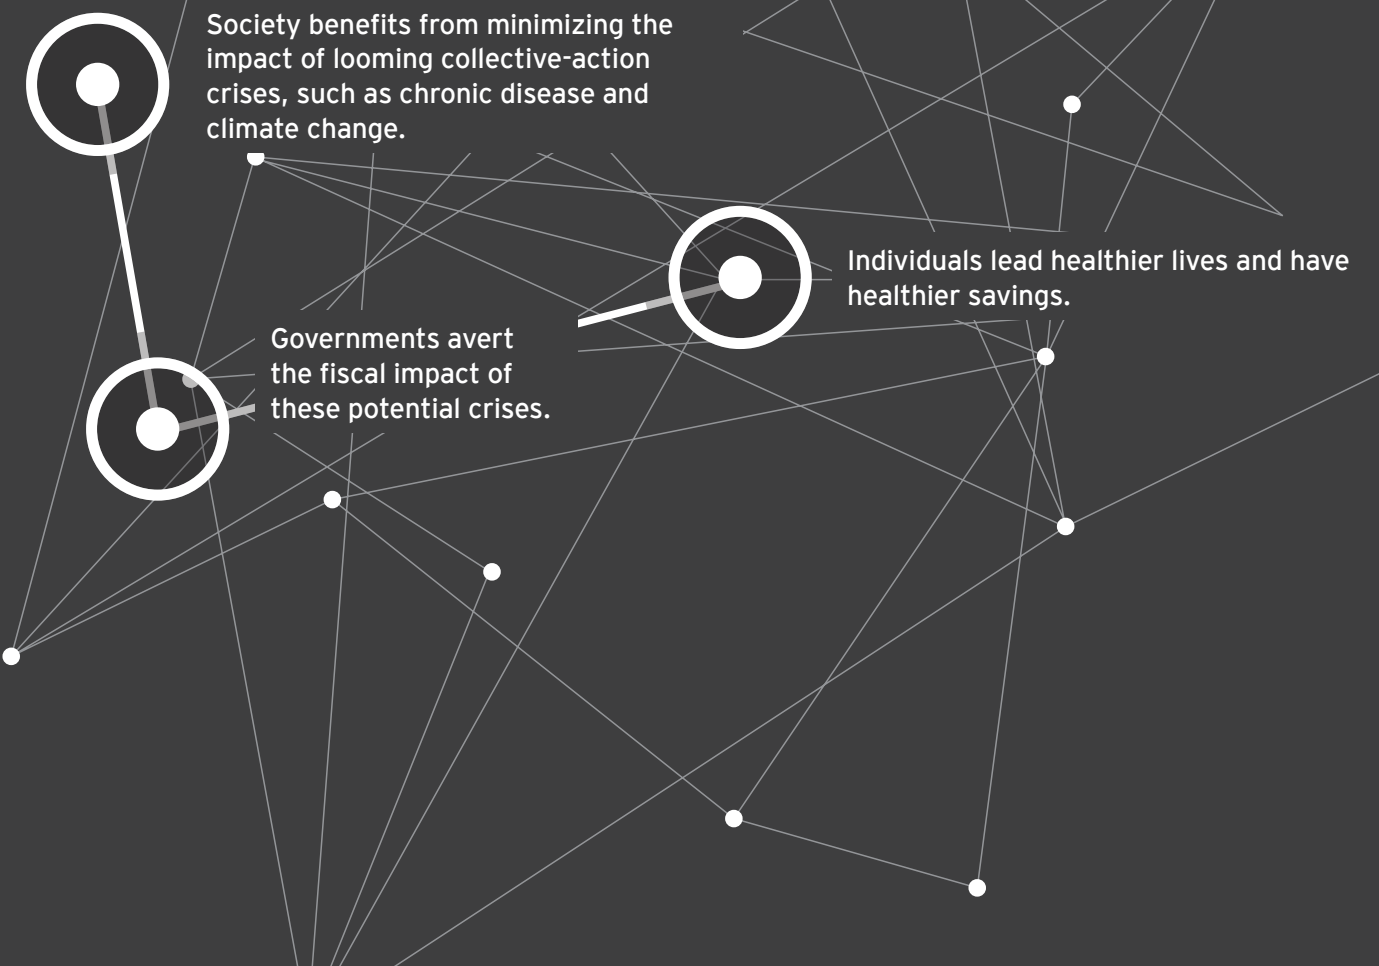 Society benefits from minimizing the
impact of looming collective-action
crises, such as chronic disease and
climate change.
Individuals lead healthier lives and have
healthier savings.
Governments avert
the fiscal impact of
these potential crises.